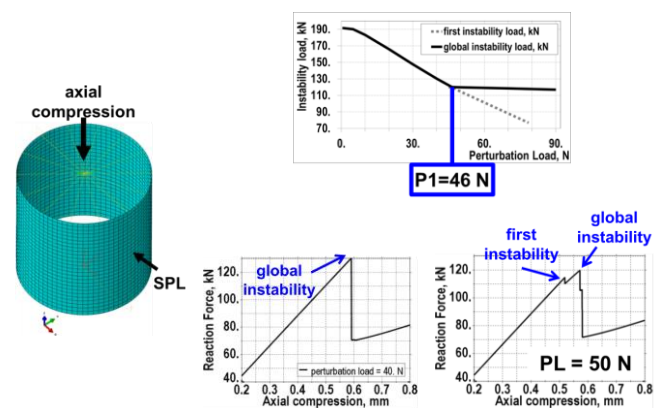 axial
compression
SPL
Instability load, kN
190.
170.
150.
130.
110.
90.
70.
first instability load, kN
global instability load, kN
0.
30.
60.
90.
Perturbation Load, N
P1=46 N
Reaction Force, kN
120.
100.
80.
60.
40.
global
instability
perturbation load = 40. N
0.2 0.3 0.4 0.5 0.6 0.7 0.8
Axial compression, mm
first
instability
global
instability
Reaction Force, kN
120.
100.
80.
60.
40.
PL = 50 N
0.2 0.3 0.4 0.5 0.6 0.7 0.8
Axial compression, mm